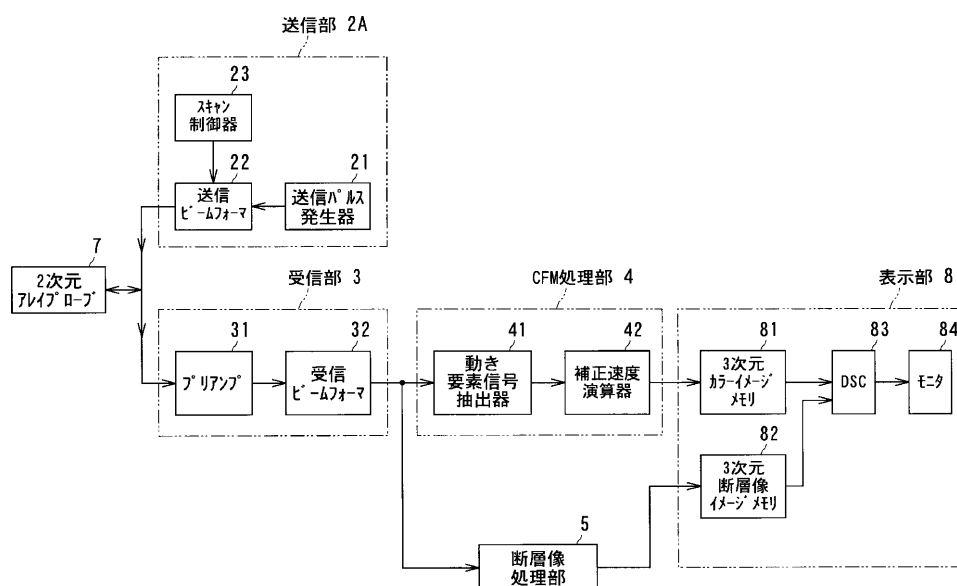 送信部 2A
23
ｽｷｬﾝ
制御器
22
送信
ﾋﾞｰﾑﾌｫｰﾏ
21
送信ﾊﾟﾙｽ
発生器
7
2次元
ｱﾚｲﾌﾟﾛｰﾌﾞ
受信部 3
31
ﾌﾟﾘｱﾝﾌﾟ
32
受信
ﾋﾞｰﾑﾌｫｰﾏ
CFM処理部 4
41
動き
要素信号
抽出器
42
補正速度
演算器
表示部 8
81
3次元
ｶﾗｰｲﾒｰｼﾞ
ﾒﾓﾘ
83
DSC
84
ﾓﾆﾀ
82
3次元
断層像
ｲﾒｰｼﾞﾒﾓﾘ
5
断層像
処理部